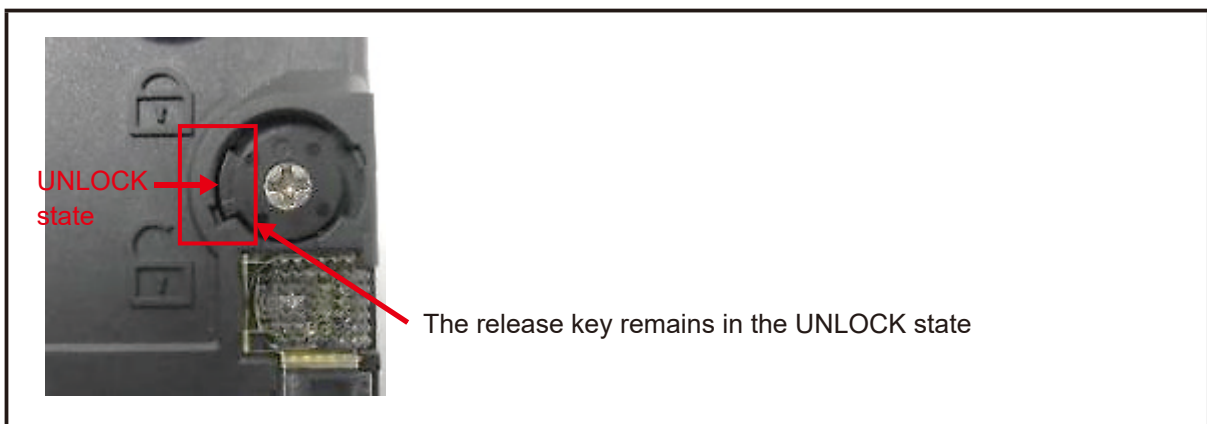 UNLOCK
state
The release key remains in the UNLOCK state